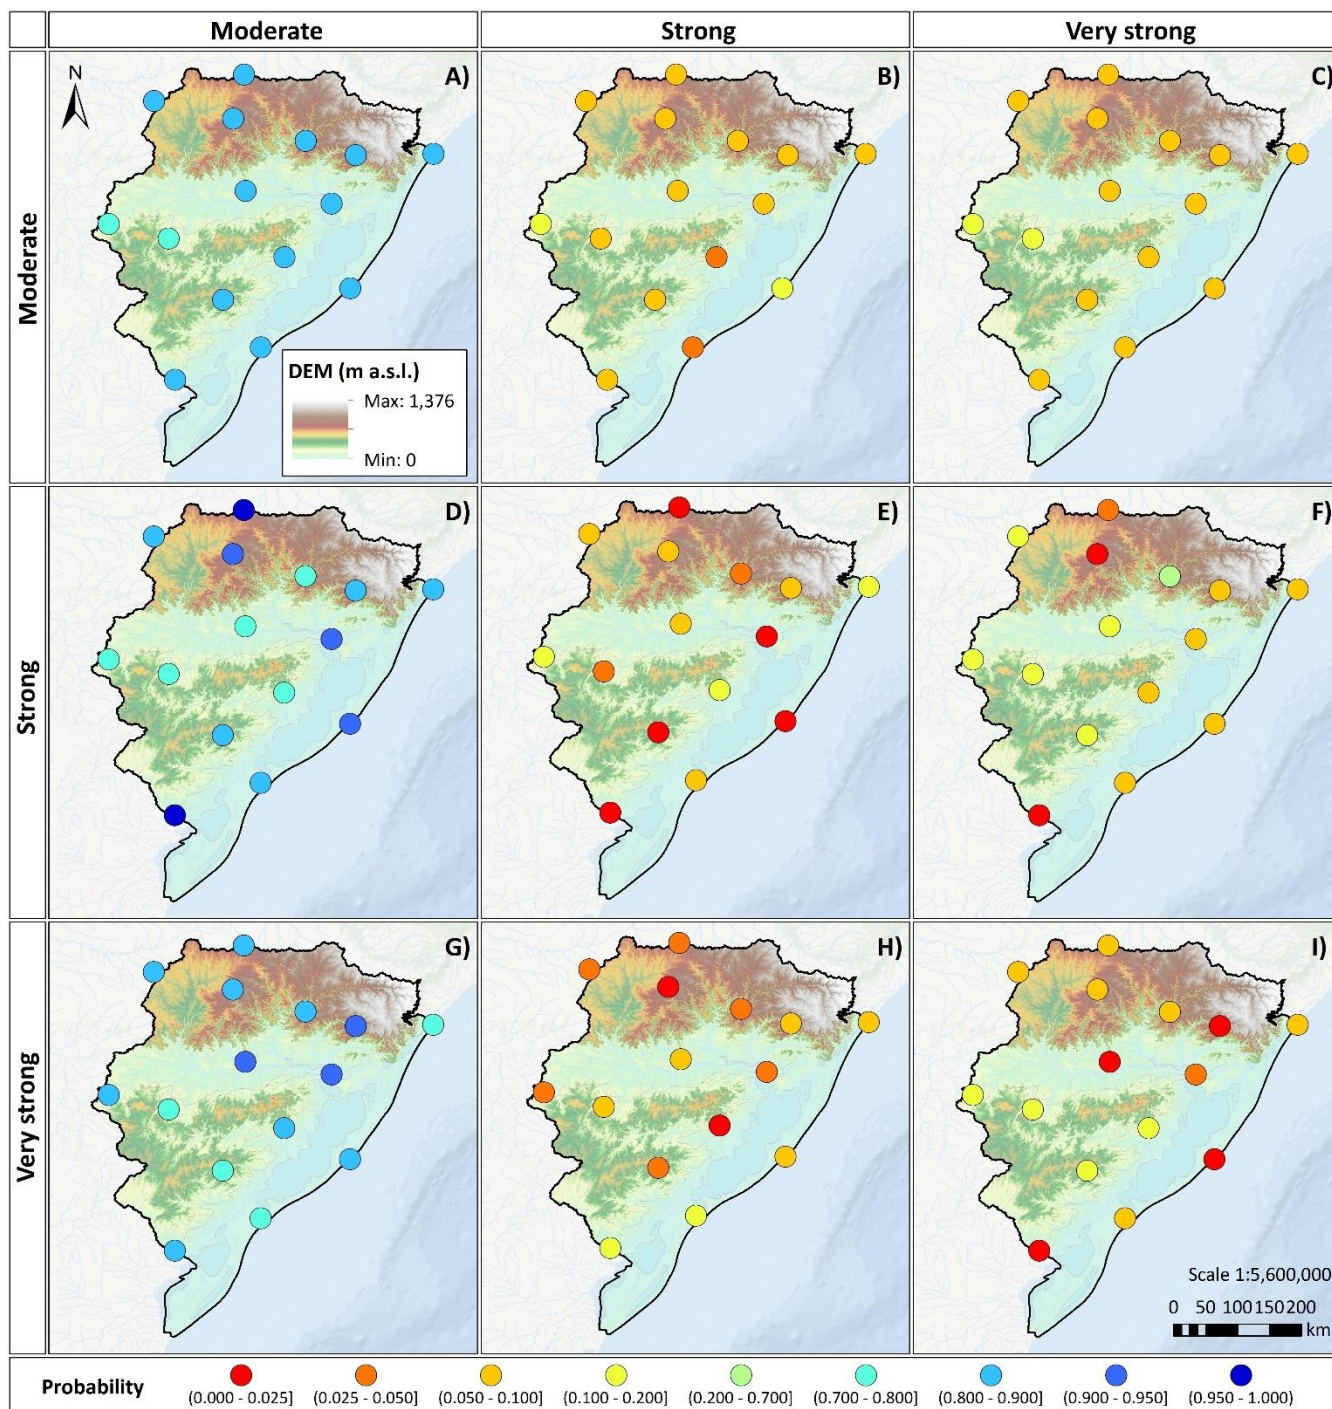 Moderate Strong Very strong
Moderate
N
A)
B)
C)
DEM (m a.s.l.)
Max: 1,376
Min: 0
Strong
D)
E)
F)
Very strong
G)
H)
I)
Scale 1:5,600,000
0 50 100 150 200
km
Probability
(0.000 - 0.025] (0.025 - 0.050] (0.050 - 0.100] (0.100 - 0.200] (0.200 - 0.700] (0.700 - 0.800] (0.800 - 0.900] (0.900 - 0.950] (0.950 - 1.000)